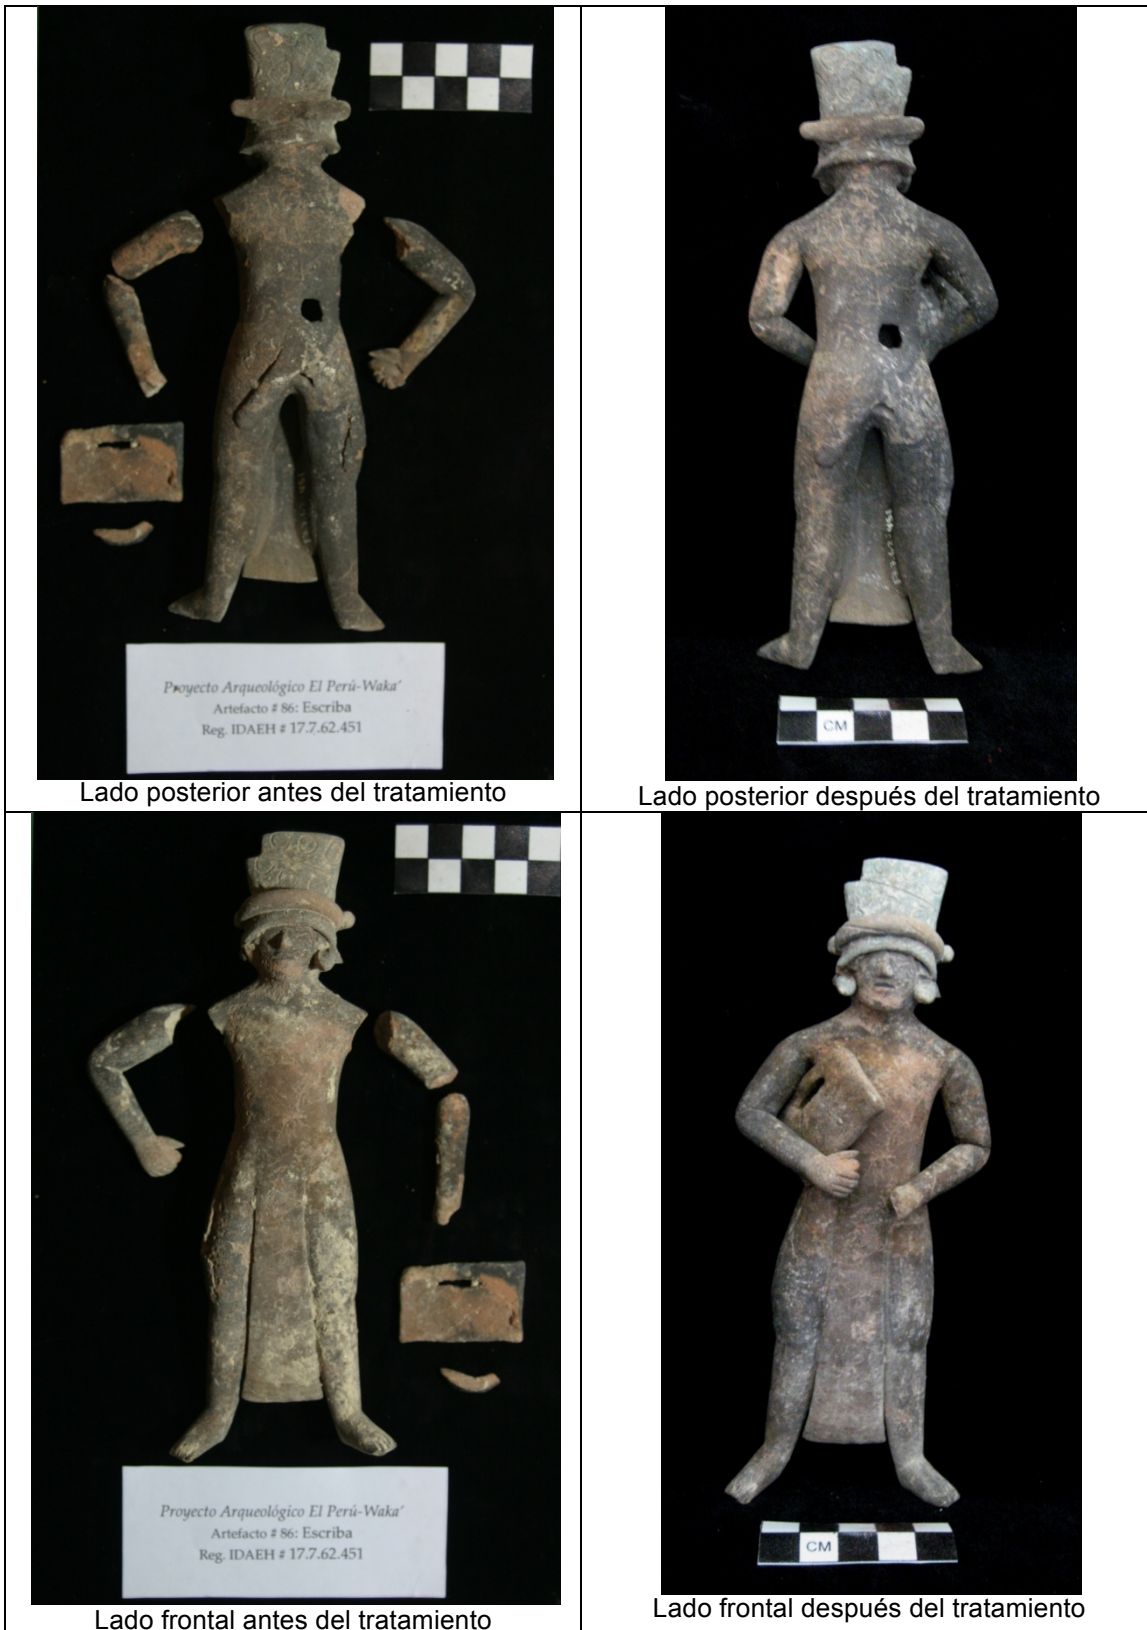 Proyecto Arqueológico El Perú-Waka'
Artefacto # 86: Escriba
Reg. IDAEH # 17.7.62.451
Lado posterior antes del tratamiento
CM
Lado posterior después del tratamiento
Proyecto Arqueológico El Perú-Waka'
Artefacto # 86: Escriba
Reg. IDAEH # 17.7.62.451
Lado frontal antes del tratamiento
CM
Lado frontal después del tratamiento